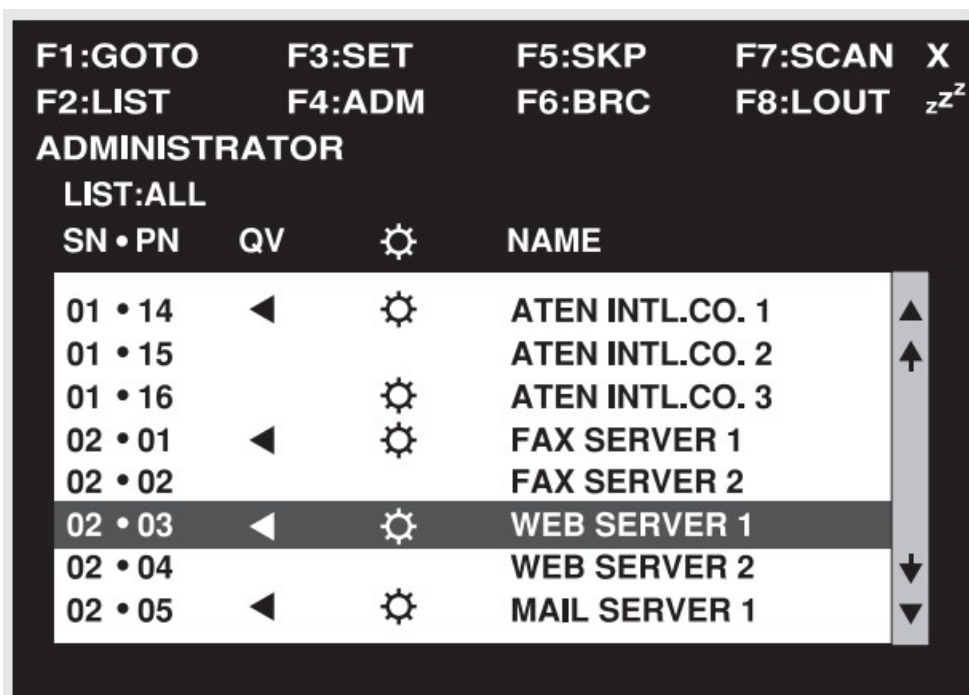 F1:GOTO F3:SET F5:SKP F7:SCAN X
F2:LIST F4:ADM F6:BRC F8:LOUT zZz
ADMINISTRATOR
LIST:ALL
SN•PN QV NAME
01•14 ATEN INTL.CO. 1
01•15 ATEN INTL.CO. 2
01•16 ATEN INTL.CO. 3
02•01 FAX SERVER 1
02•02 FAX SERVER 2
02•03 WEB SERVER 1
02•04 WEB SERVER 2
02•05 MAIL SERVER 1